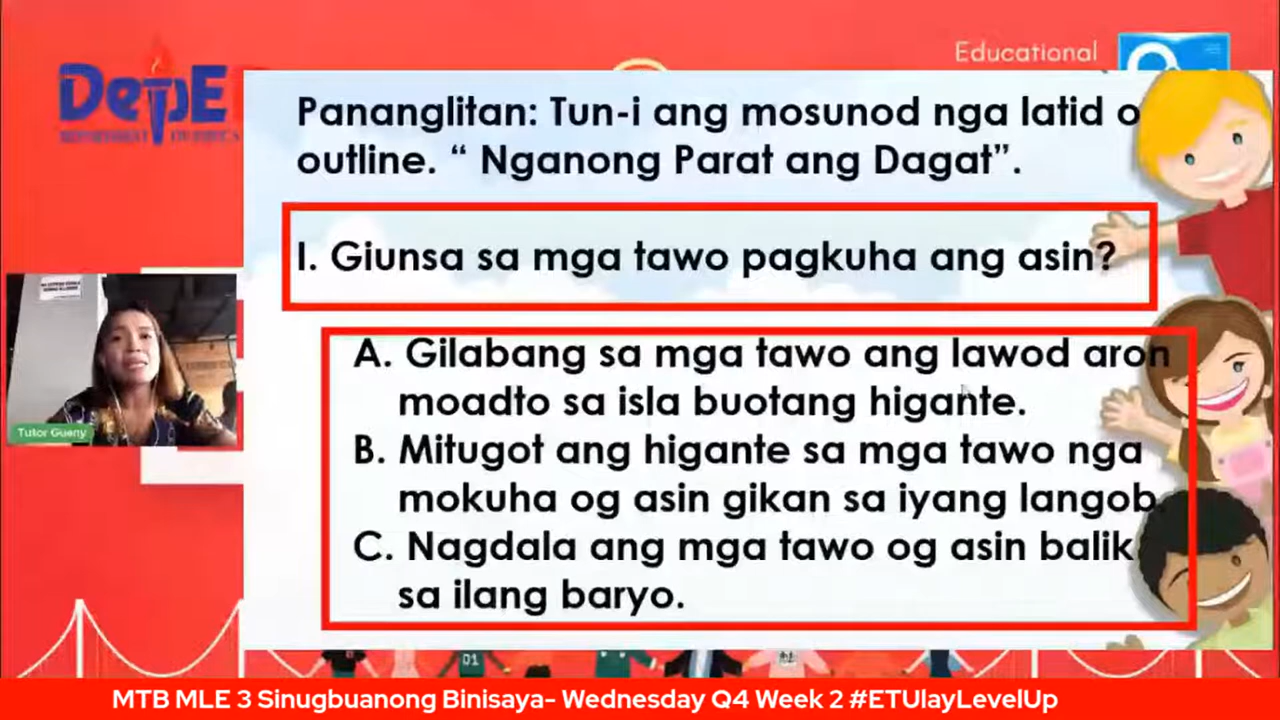 DepE
Educational
Pananglitan: Tun-i ang mosunod nga latid o
outline. “ Nganong Parat ang Dagat”.
I. Giunsa sa mga tawo pagkuha ang asin?
A. Gilabang sa mga tawo ang lawod aron
moadto sa isla buotang higante.
B. Mitugot ang higante sa mga tawo nga
mokuha og asin gikan sa iyang langob.
C. Nagdala ang mga tawo og asin balik
sa ilang baryo.
Tutor Gueny
MTB MLE 3 Sinugbuanong Binisaya- Wednesday Q4 Week 2 #ETUlayLevelUp